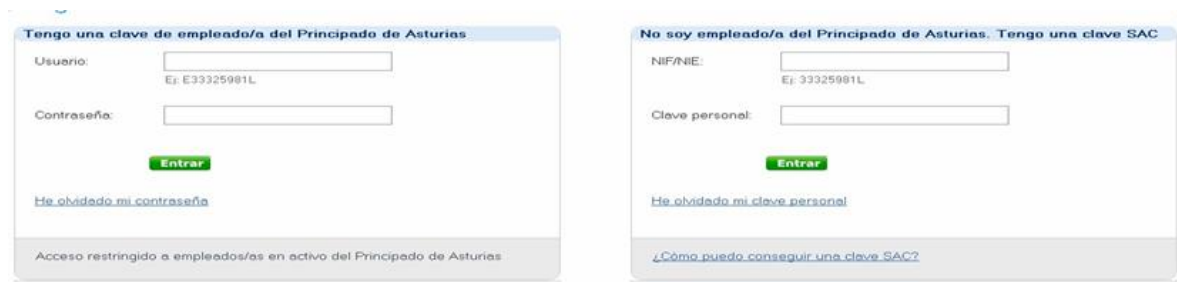 Tengo una clave de empleado/a del Principado de Asturias
Usuario:
Ej: E33325981L
Contraseña:
Entrar
He olvidado mi contraseña
Acceso restringido a empleados/as en activo del Principado de Asturias
No soy empleado/a del Principado de Asturias. Tengo una clave SAC
NIF/NIE:
Ej: 33325981L
Clave personal:
Entrar
He olvidado mi clave personal
¿Cómo puedo conseguir una clave SAC?